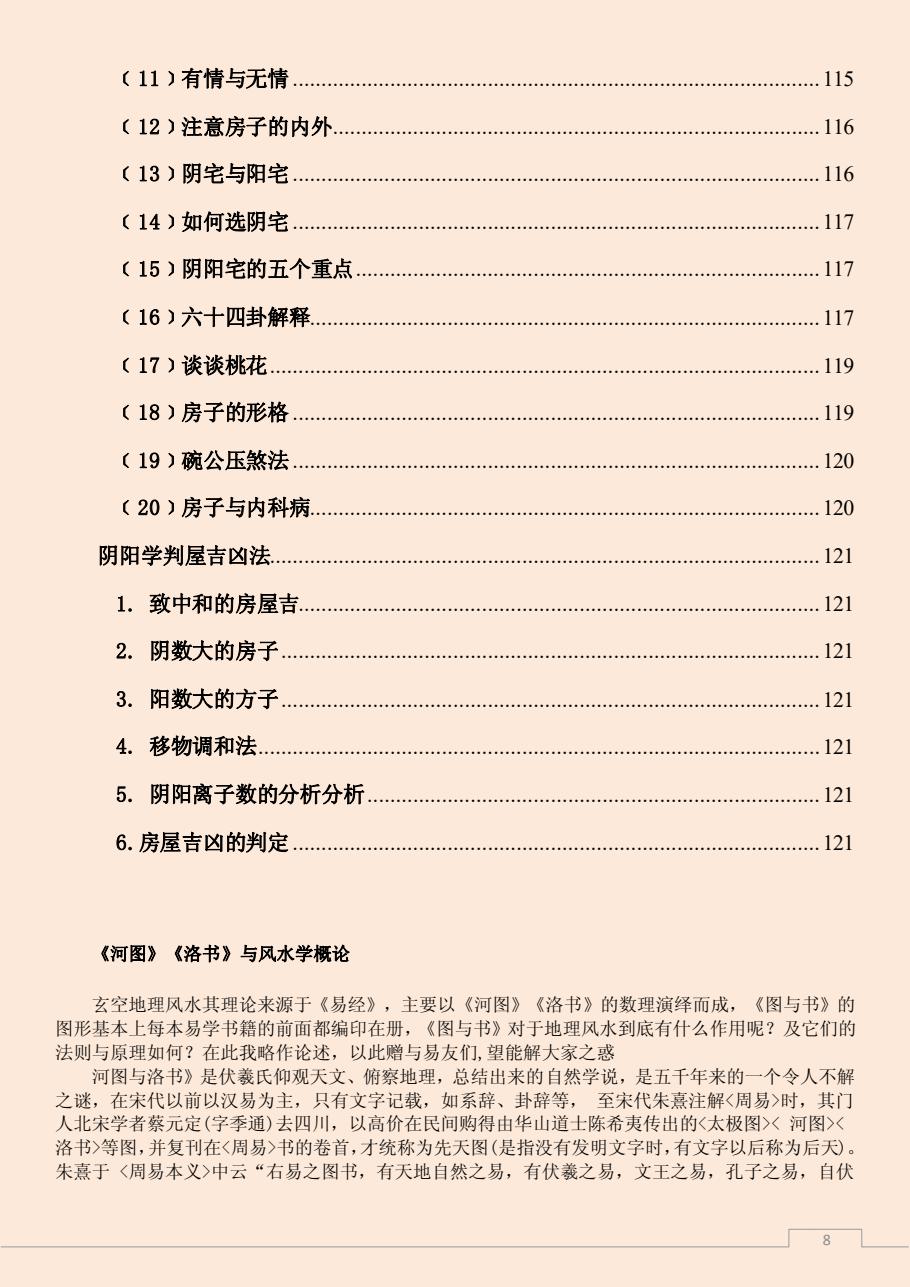 （11）有情与无情........................................115
（12）注意房子的内外........................................116
（13）阴宅与阳宅........................................116
（14）如何选阴宅........................................117
（15）阴阳宅的五个重点........................................117
（16）六十四卦解释........................................117
（17）谈谈桃花........................................119
（18）房子的形格........................................119
（19）碗公压煞法........................................120
（20）房子与内科病........................................120
阴阳学判屋吉凶法........................................121
1. 致中和的房屋吉........................................121
2. 阴数大的房子........................................121
3. 阳数大的方子........................................121
4. 移物调和法........................................121
5. 阴阳离子数的分析分析........................................121
6.房屋吉凶的判定........................................121
《河图》《洛书》与风水学概论
玄空地理风水其理论来源于《易经》，主要以《河图》《洛书》的数理演绎而成，《图与书》的
图形基本上每本易学书籍的前面都编印在册，《图与书》对于地理风水到底有什么作用呢？及它们的
法则与原理如何？在此我略作论述，以此赠与易友们,望能解大家之惑
河图与洛书》是伏羲氏仰观天文、俯察地理，总结出来的自然学说，是五千年来的一个令人不解
之谜，在宋代以前以汉易为主，只有文字记载，如系辞、卦辞等， 至宋代朱熹注解<周易>时，其门
人北宋学者蔡元定(字季通)去四川，以高价在民间购得由华山道士陈希夷传出的<太极图>< 河图><
洛书>等图,并复刊在<周易>书的卷首,才统称为先天图(是指没有发明文字时,有文字以后称为后天)。
朱熹于 <周易本义>中云“右易之图书，有天地自然之易，有伏羲之易，文王之易，孔子之易，自伏
8